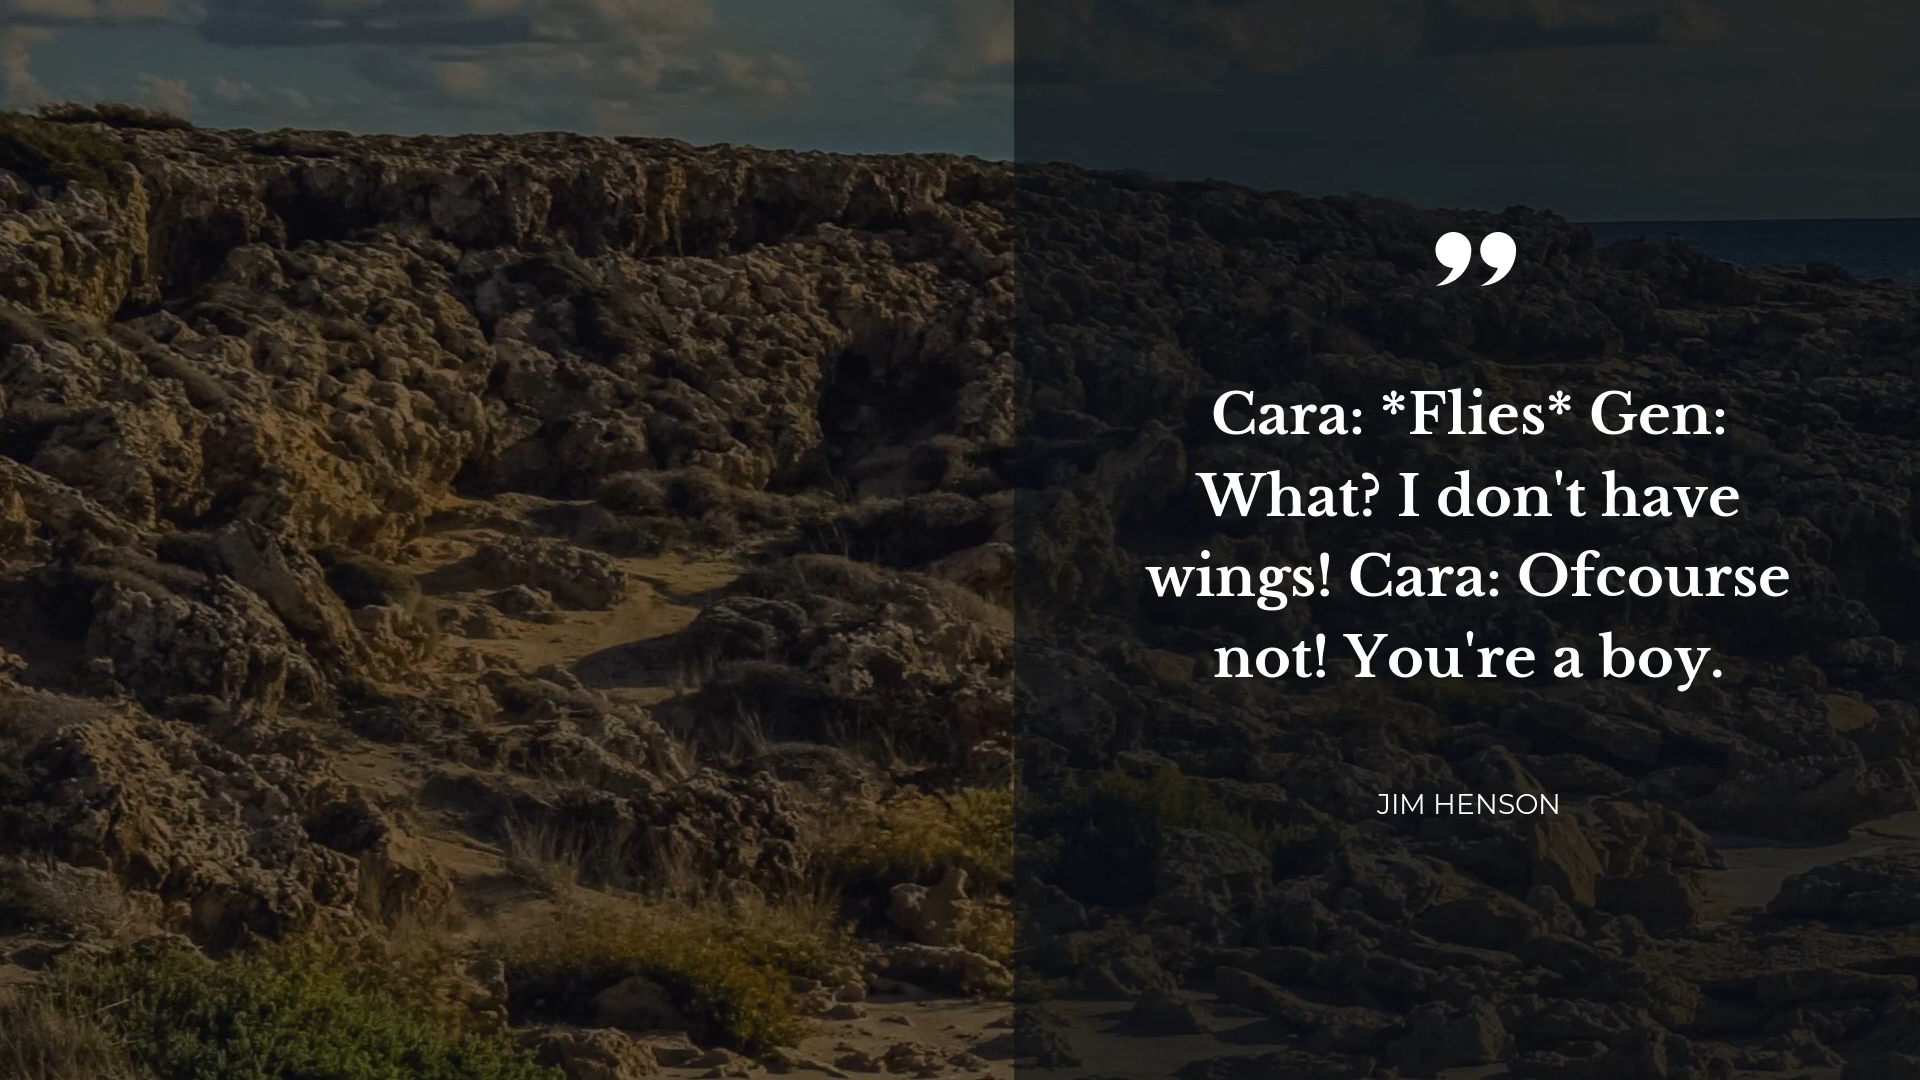 ”
Cara: *Flies* Gen:
What? I don't have
wings! Cara: Ofcourse
not! You're a boy.
JIM HENSON